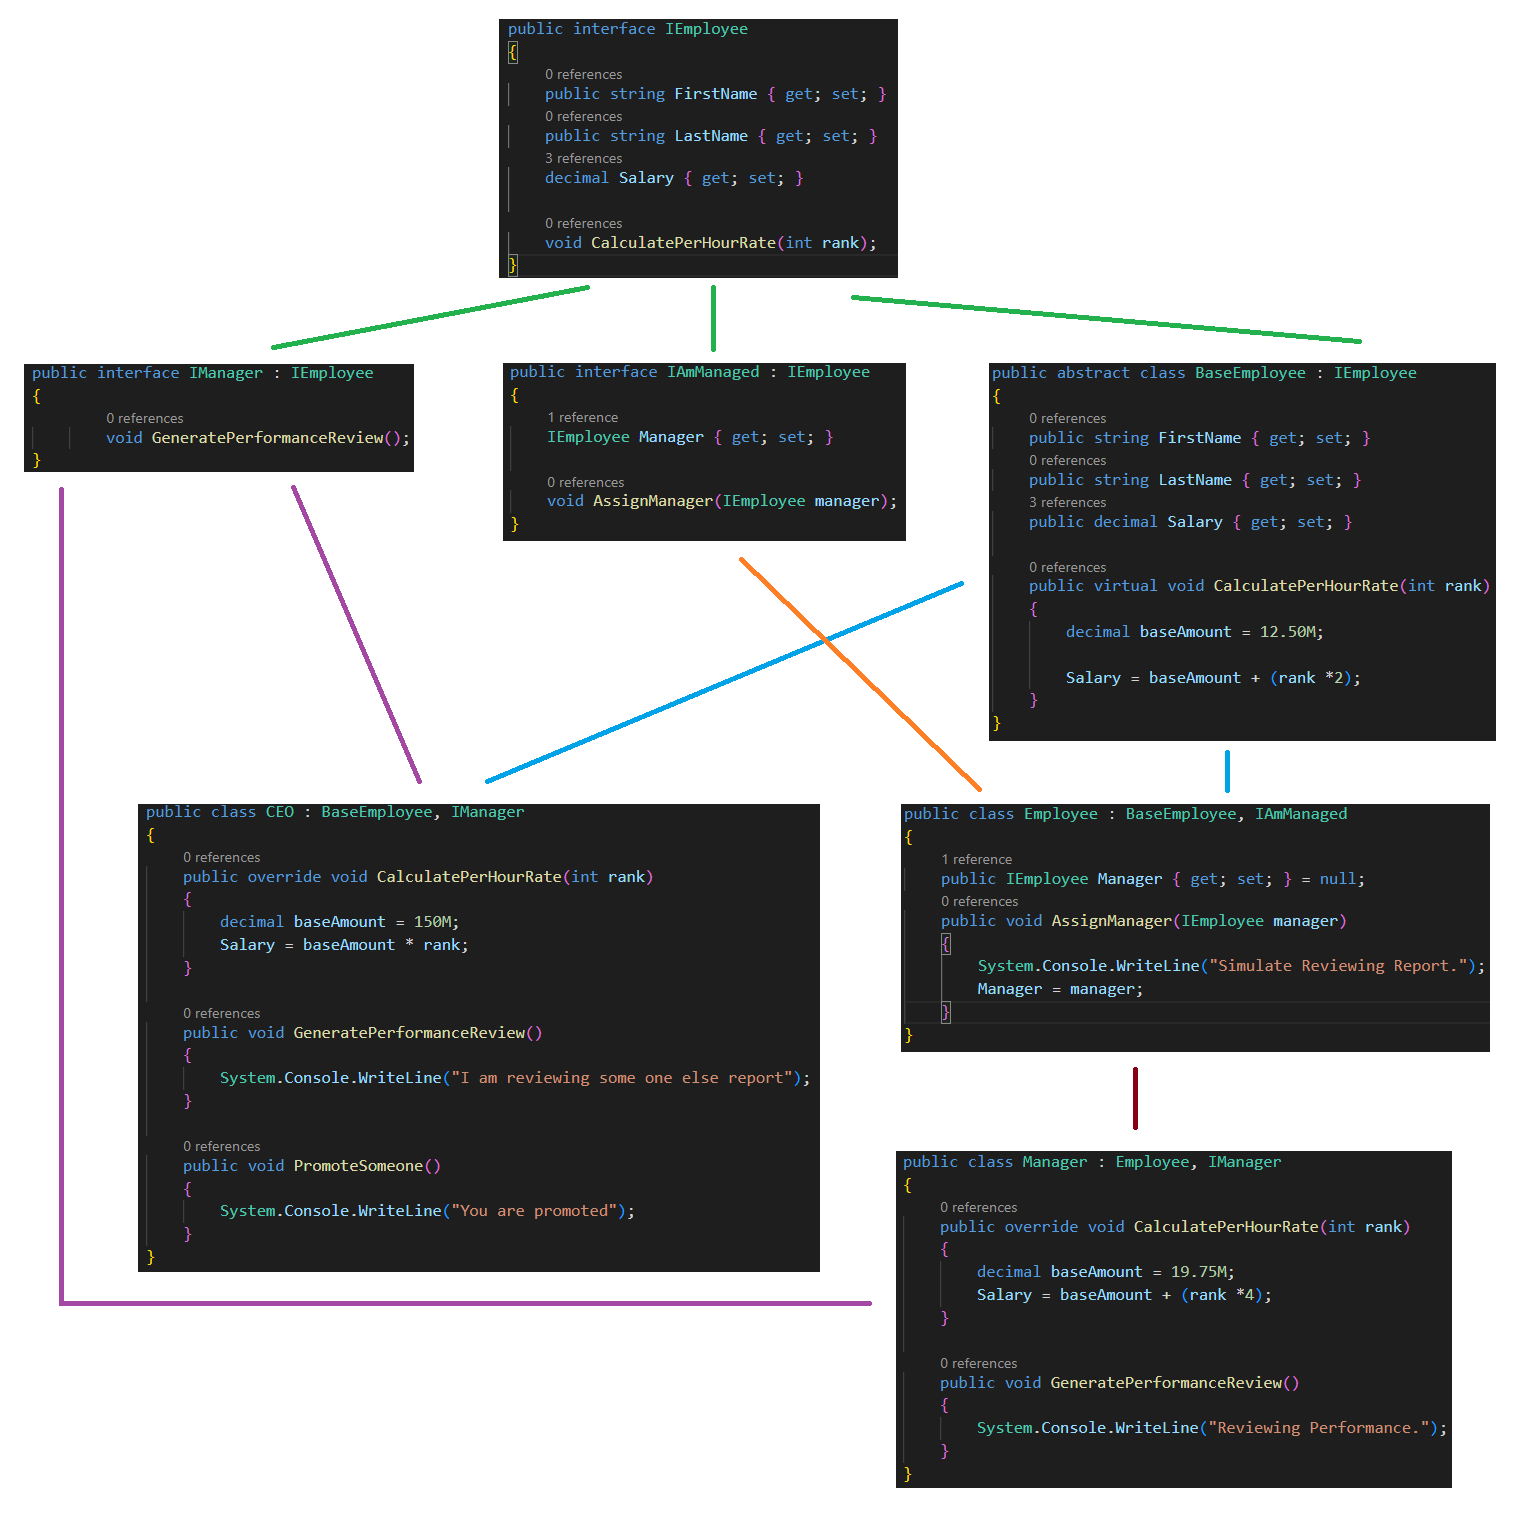 public interface IEmployee
{
0 references
public string FirstName { get; set; }
0 references
public string LastName { get; set; }
3 references
decimal Salary { get; set; }
0 references
void CalculatePerHourRate(int rank);
}
public interface IManager : IEmployee
{
0 references
void GeneratePerformanceReview();
}
public interface IAmManaged : IEmployee
{
1 reference
IEmployee Manager { get; set; }
0 references
void AssignManager(IEmployee manager);
}
public abstract class BaseEmployee : IEmployee
{
0 references
public string FirstName { get; set; }
0 references
public string LastName { get; set; }
3 references
public decimal Salary { get; set; }
0 references
public virtual void CalculatePerHourRate(int rank)
{
decimal baseAmount = 12.50M;
Salary = baseAmount + (rank *2);
}
}
public class CEO : BaseEmployee, IManager
{
0 references
public override void CalculatePerHourRate(int rank)
{
decimal baseAmount = 150M;
Salary = baseAmount * rank;
}
0 references
public void GeneratePerformanceReview()
{
System.Console.WriteLine("I am reviewing some one else report");
}
0 references
public void PromoteSomeone()
{
System.Console.WriteLine("You are promoted");
}
}
public class Employee : BaseEmployee, IAmManaged
{
1 reference
public IEmployee Manager { get; set; } = null;
0 references
public void AssignManager(IEmployee manager)
{
System.Console.WriteLine("Simulate Reviewing Report.");
Manager = manager;
}
}
public class Manager : Employee, IManager
{
0 references
public override void CalculatePerHourRate(int rank)
{
decimal baseAmount = 19.75M;
Salary = baseAmount + (rank *4);
}
0 references
public void GeneratePerformanceReview()
{
System.Console.WriteLine("Reviewing Performance.");
}
}